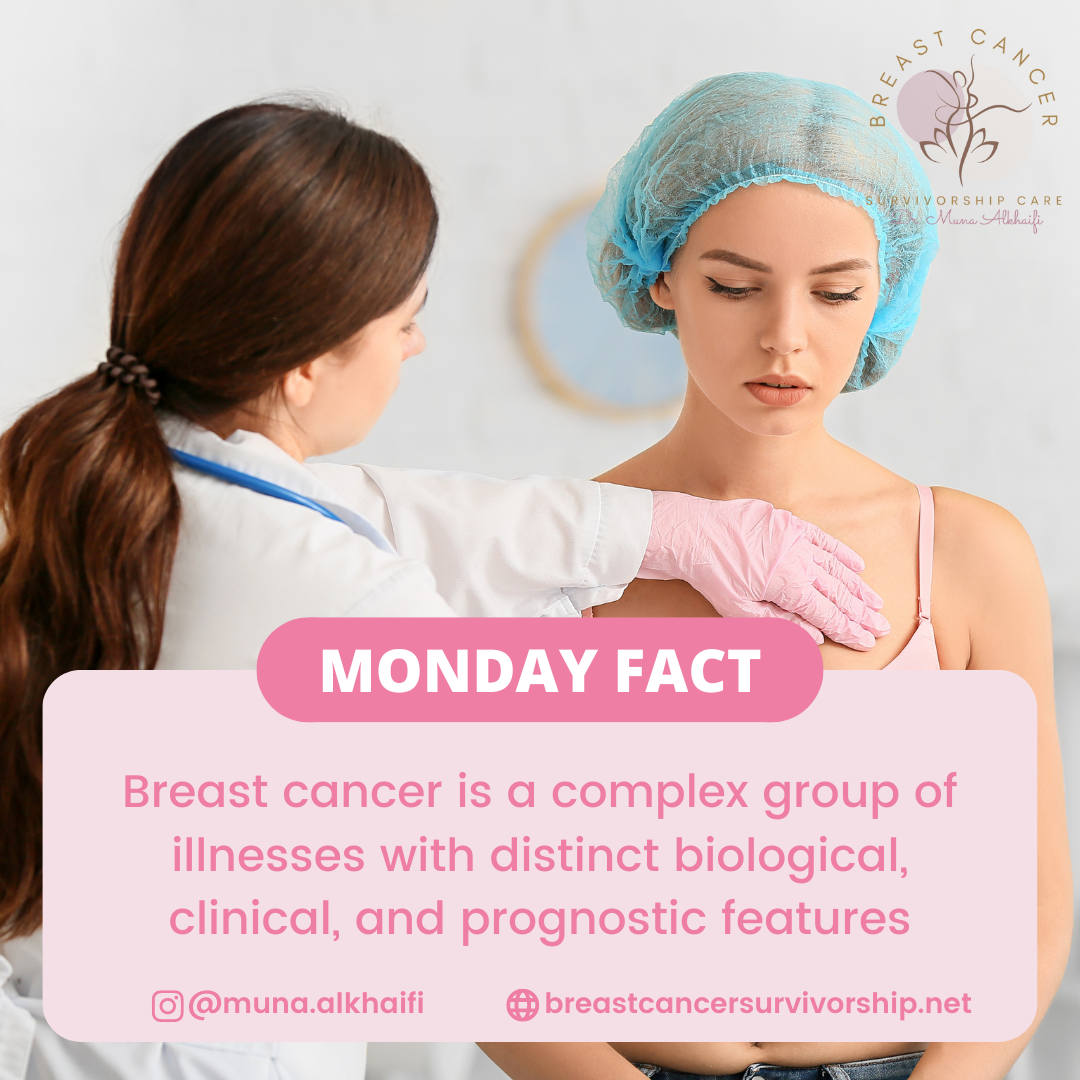 BREAST CANCER
SURVIVORSHIP CARE
Dr. Muna Alkhaifi
MONDAY FACT
Breast cancer is a complex group of
illnesses with distinct biological,
clinical, and prognostic features
@muna.alkhaifi
breastcancersurvivorship.net